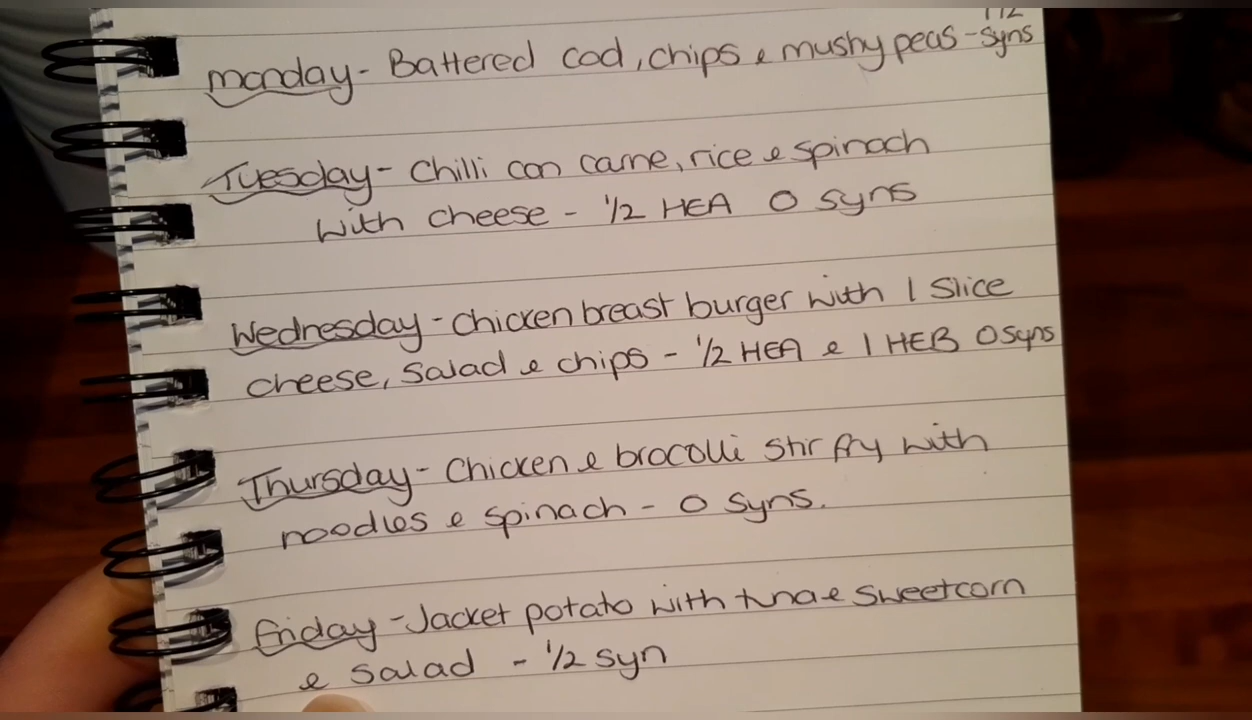 Monday - Battered cod, chips & mushy peas - syns
Tuesday - Chilli con carne, rice & spinach
with cheese - 1/2 HEA 0 syns
Wednesday - Chicken breast burger with 1 slice
cheese, salad & chips - 1/2 HEA & 1 HEB 0 syns
Thursday - Chicken & brocolli stir fry with
noodles & spinach - 0 syns.
Friday - Jacket potato with tuna & sweetcorn
& salad - 1/2 syn